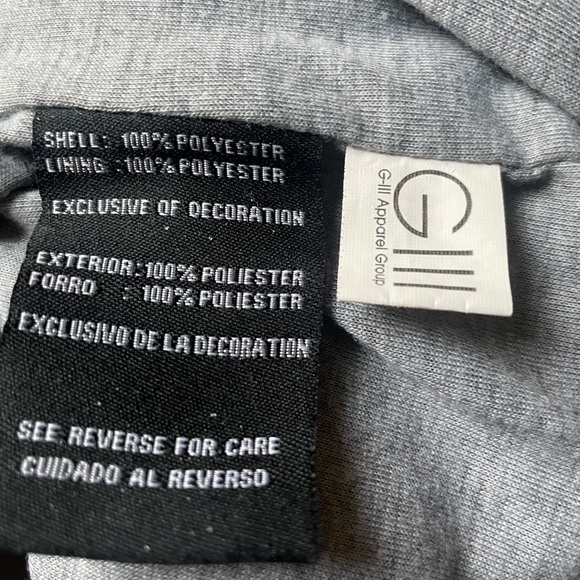 SHELL: 100% POLYESTER
LINING :100% POLYESTER
EXCLUSIVE OF DECORATION
EXTERIOR:100% POLIESTER
FORRO : 100% POLIESTER
EXCLUSIVO DE LA DECORATION
SEE REVERSE FOR CARE
CUIDADO AL REVERSO
GIII
G-III Apparel Group